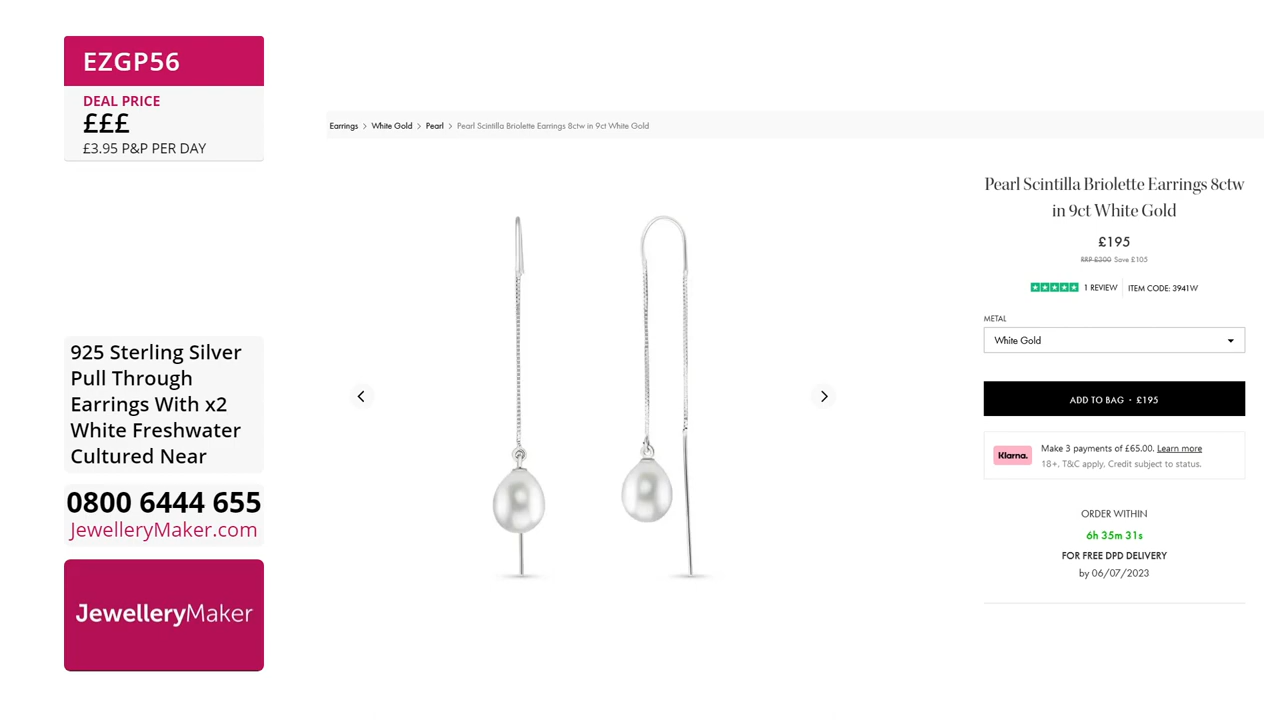 EZGP56
DEAL PRICE
£££
£3.95 P&P PER DAY
925 Sterling Silver
Pull Through
Earrings With x2
White Freshwater
Cultured Near
0800 6444 655
JewelleryMaker.com
JewelleryMaker
Earrings > White Gold > Pearl > Pearl Scintilla Briolette Earrings 8ctw in 9ct White Gold
Pearl Scintilla Briolette Earrings 8ctw
in 9ct White Gold
£195
RRP £300 Save £105
1 REVIEW ITEM CODE: 3941W
METAL
White Gold
ADD TO BAG - £195
Klarna.
Make 3 payments of £65.00. Learn more
18+, T&C apply. Credit subject to status.
ORDER WITHIN
6h 35m 31s
FOR FREE DPD DELIVERY
by 06/07/2023